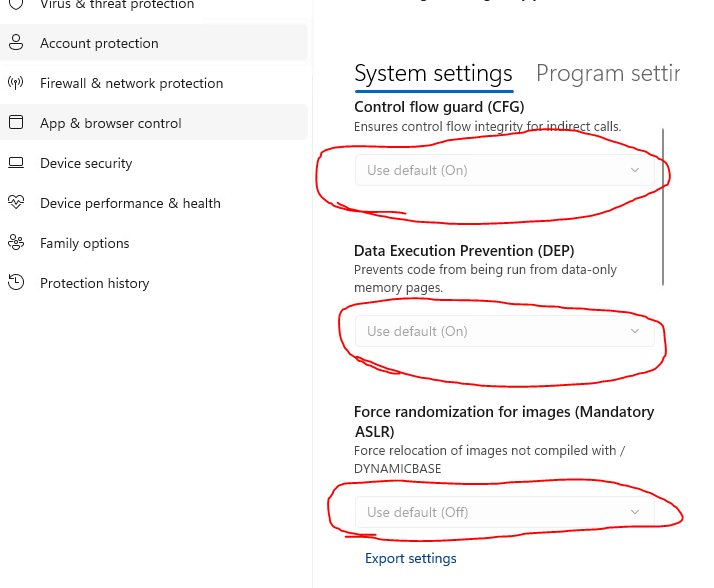 Virus & threat protection
Account protection
Firewall & network protection
App & browser control
Device security
Device performance & health
Family options
Protection history
System settings
Program settin
Control flow guard (CFG)
Ensures control flow integrity for indirect calls.
Use default (On)
Data Execution Prevention (DEP)
Prevents code from being run from data-only
memory pages.
Use default (On)
Force randomization for images (Mandatory
ASLR)
Force relocation of images not compiled with /
DYNAMICBASE
Use default (Off)
Export settings